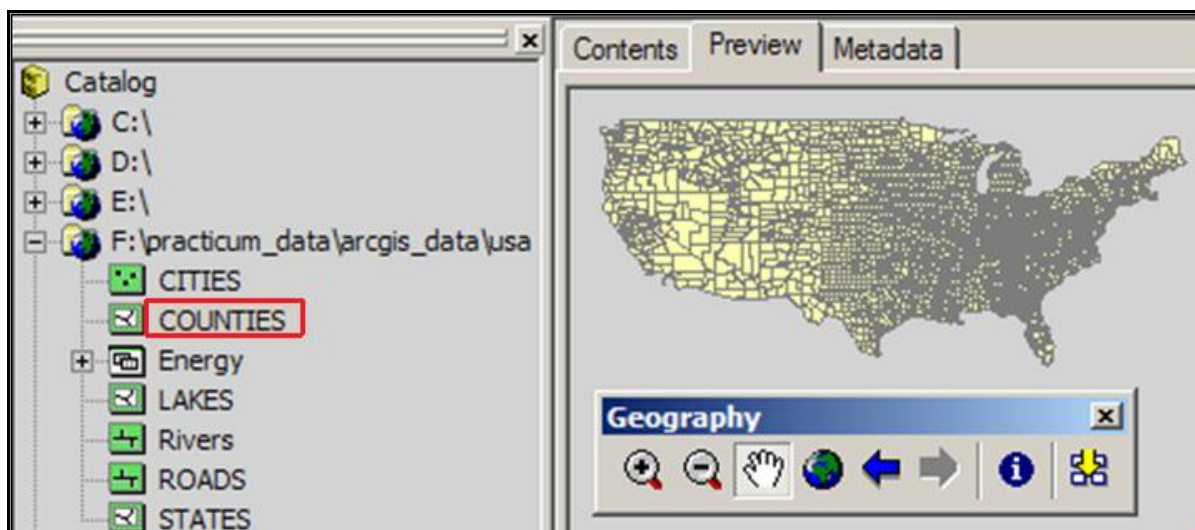 Catalog
C:\
D:\
E:\
F:\practicum_data\arcgis_data\usa
CITIES
COUNTIES
Energy
LAKES
Rivers
ROADS
STATES
Contents
Preview
Metadata
Geography